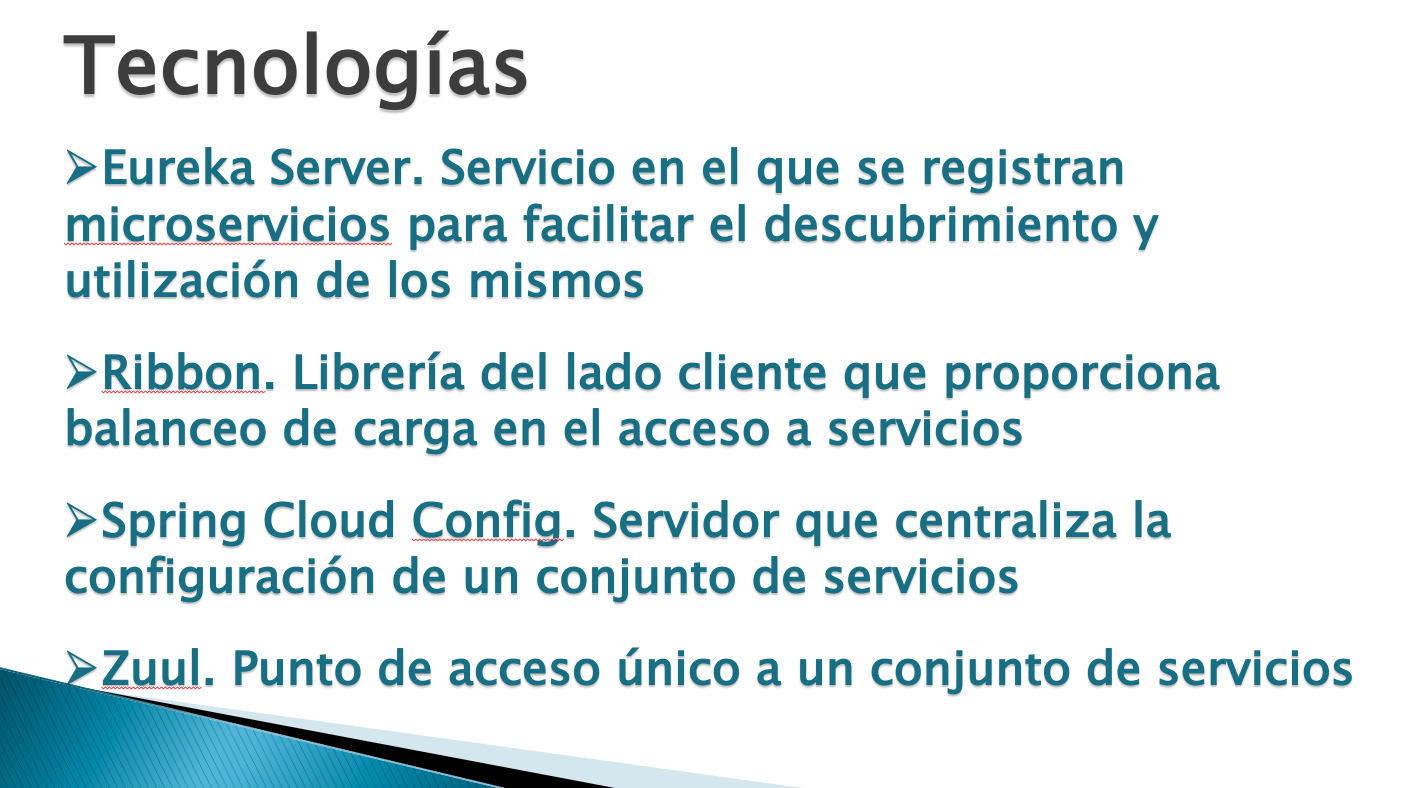 Tecnologías
➢Eureka Server. Servicio en el que se registran
microservicios para facilitar el descubrimiento y
utilización de los mismos
➢Ribbon. Librería del lado cliente que proporciona
balanceo de carga en el acceso a servicios
➢Spring Cloud Config. Servidor que centraliza la
configuración de un conjunto de servicios
➢Zuul. Punto de acceso único a un conjunto de servicios